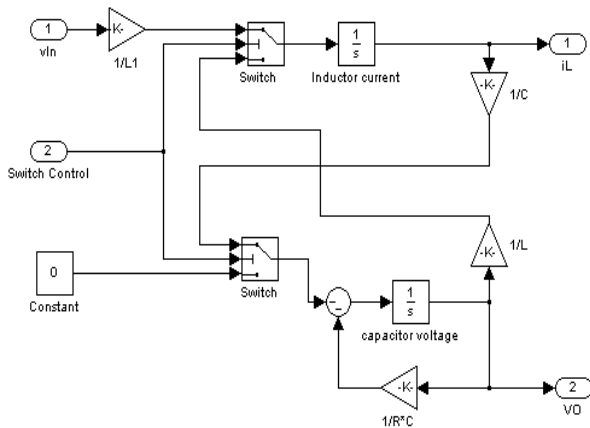 1
vIn
K-
1/L1
Switch
1
s
Inductor current
1
iL
-K-
1/C
2
Switch Control
0
Constant
Switch
--
1
s
capacitor voltage
-K-
1/L
-K-
1/R*C
2
VO